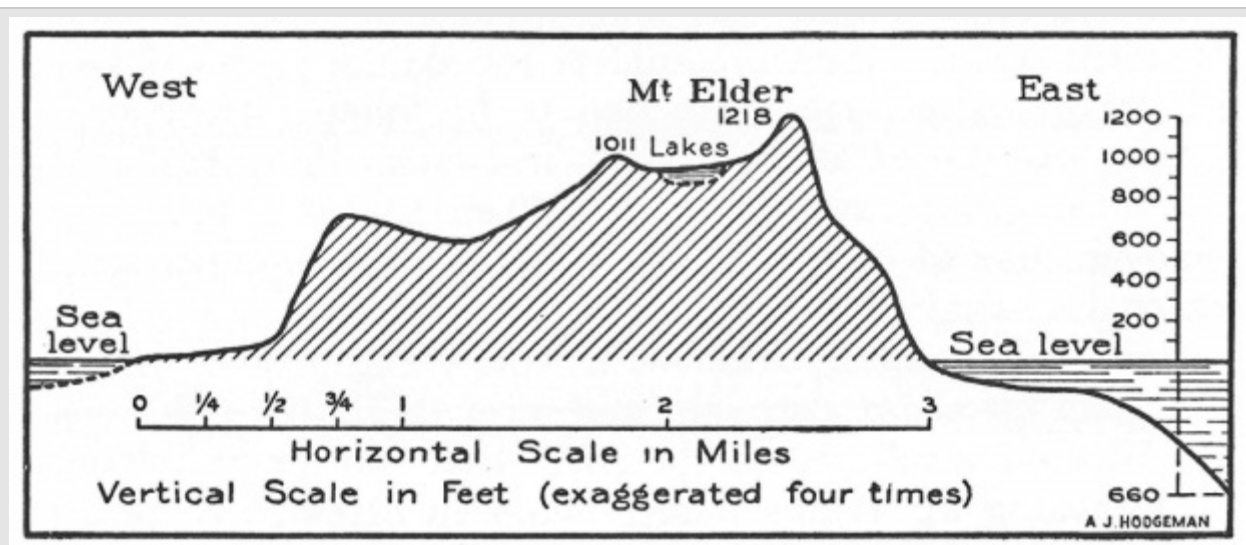 West
Mt Elder
East
1218
1200
1011 Lakes
1000
800
600
400
Sea
level
200
Sea level
0 ¼ ½ ¾ 1 2 3
Horizontal Scale in Miles
Vertical Scale in Feet (exaggerated four times)
660
A J. HODGEMAN